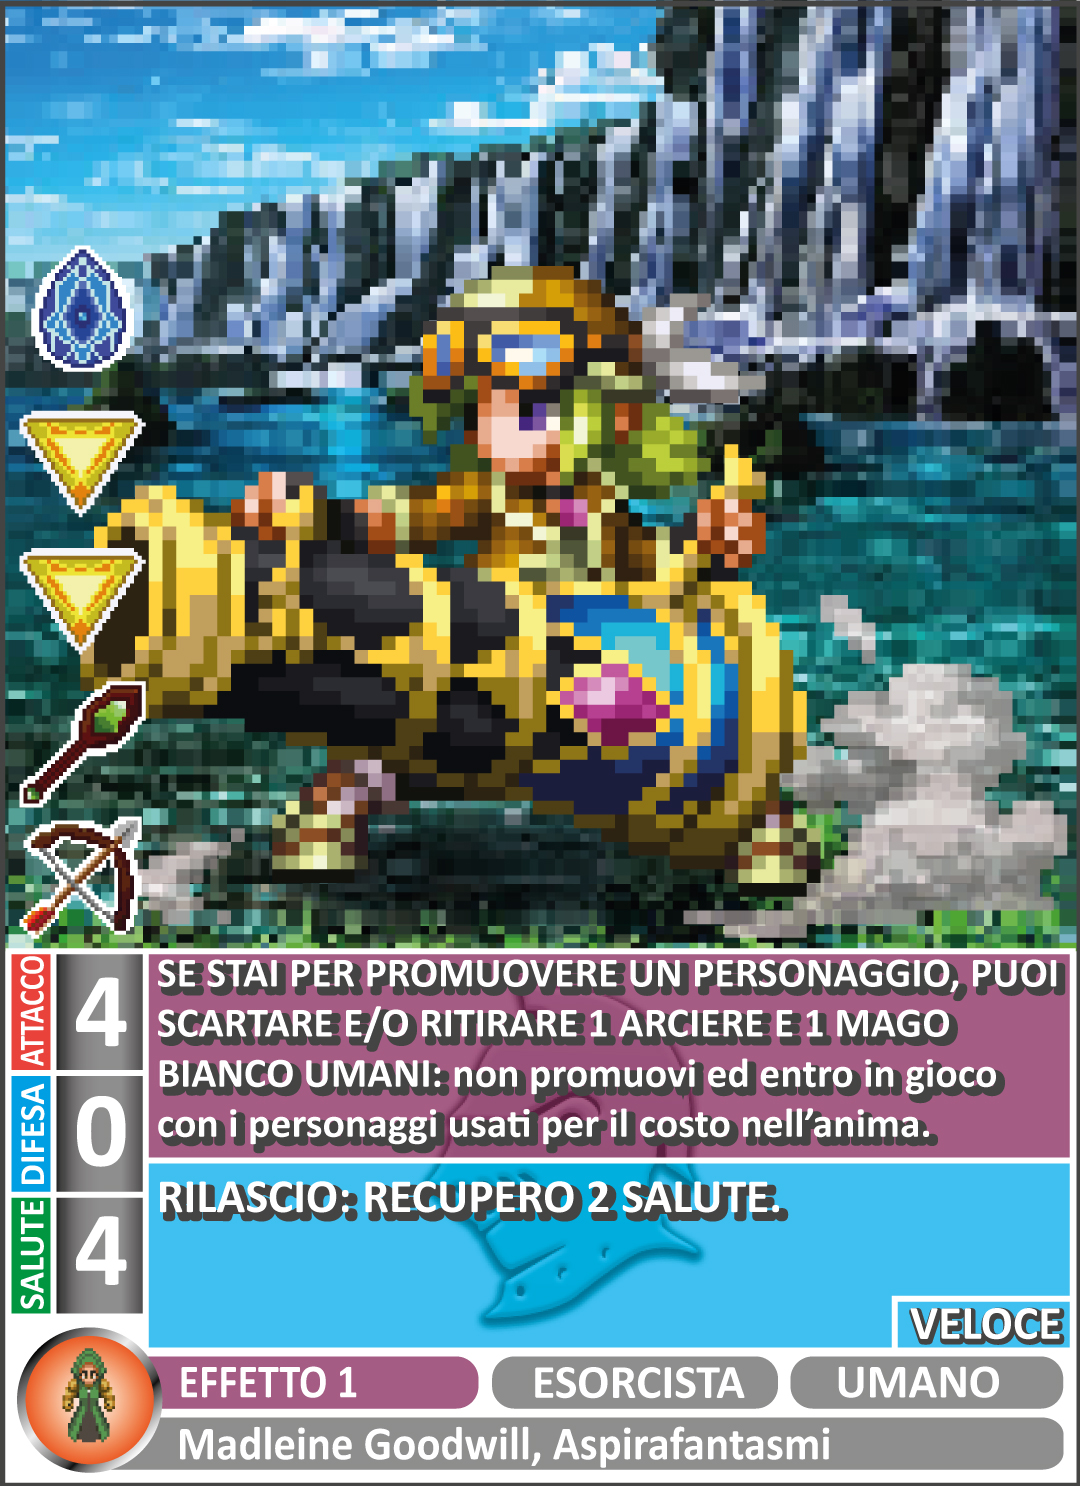 ATTACCO
4
DIFESA
0
SALUTE
4
SE STAI PER PROMUOVERE UN PERSONAGGIO, PUOI
SCARTARE E/O RITIRARE 1 ARCIERE E 1 MAGO
BIANCO UMANI: non promuovi ed entro in gioco
con i personaggi usati per il costo nell’anima.
RILASCIO: RECUPERO 2 SALUTE.
VELOCE
EFFETTO 1
ESORCISTA
UMANO
Madleine Goodwill, Aspirafantasmi